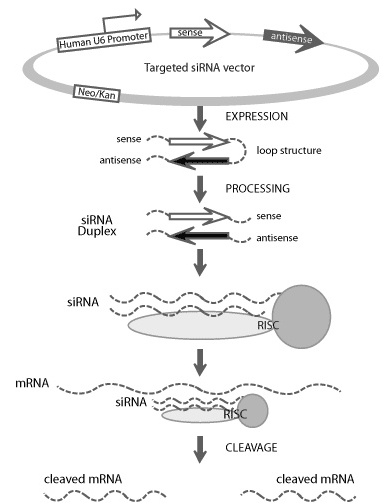 Human U6 Promoter
sense
antisense
Targeted siRNA vector
Neo/Kan
EXPRESSION
sense
antisense
loop structure
PROCESSING
siRNA
Duplex
sense
antisense
siRNA
RISC
mRNA
siRNA
RISC
CLEAVAGE
cleaved mRNA
cleaved mRNA